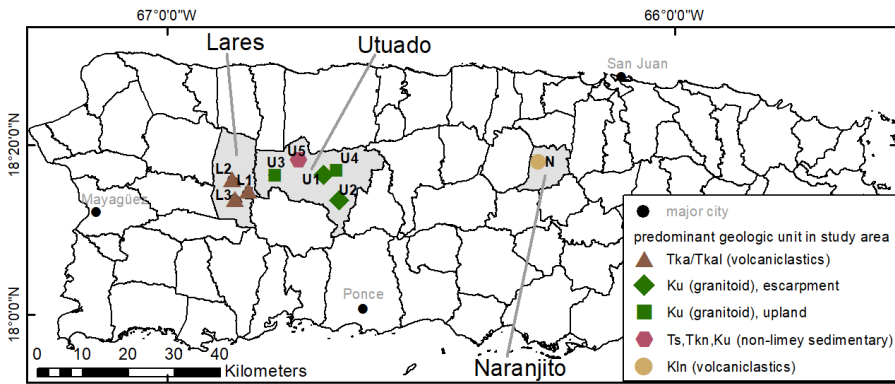 67°0'0"W
66°0'0"W
Lares
Utuado
San Juan
18°20'0"N
U5
U4
U3
L2
L1
U1
N
L3
U2
Mayagüez
major city
predominant geologic unit in study area
Tka/Tkal (volcaniclastics)
Ku (granitoid), escarpment
Ponce
18°0'0"N
Ku (granitoid), upland
Ts,Tkn,Ku (non-limey sedimentary)
Kln (volcaniclastics)
Naranjito
0 10 20 30 40
Kilometers